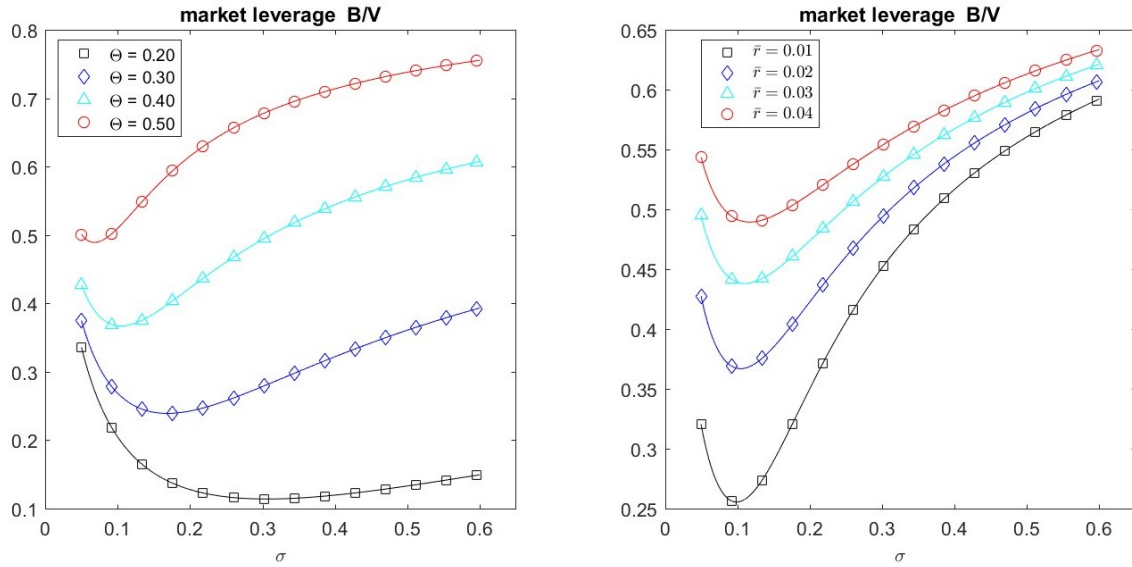 market leverage B/V
0.8
0.7
0.6
0.5
0.4
0.3
0.2
0.1
Θ = 0.20
Θ = 0.30
Θ = 0.40
Θ = 0.50
0 0.1 0.2 0.3 0.4 0.5 0.6
σ
market leverage B/V
0.65
0.6
0.55
0.5
0.45
0.4
0.35
0.3
0.25
r̄ = 0.01
r̄ = 0.02
r̄ = 0.03
r̄ = 0.04
0 0.1 0.2 0.3 0.4 0.5 0.6
σ